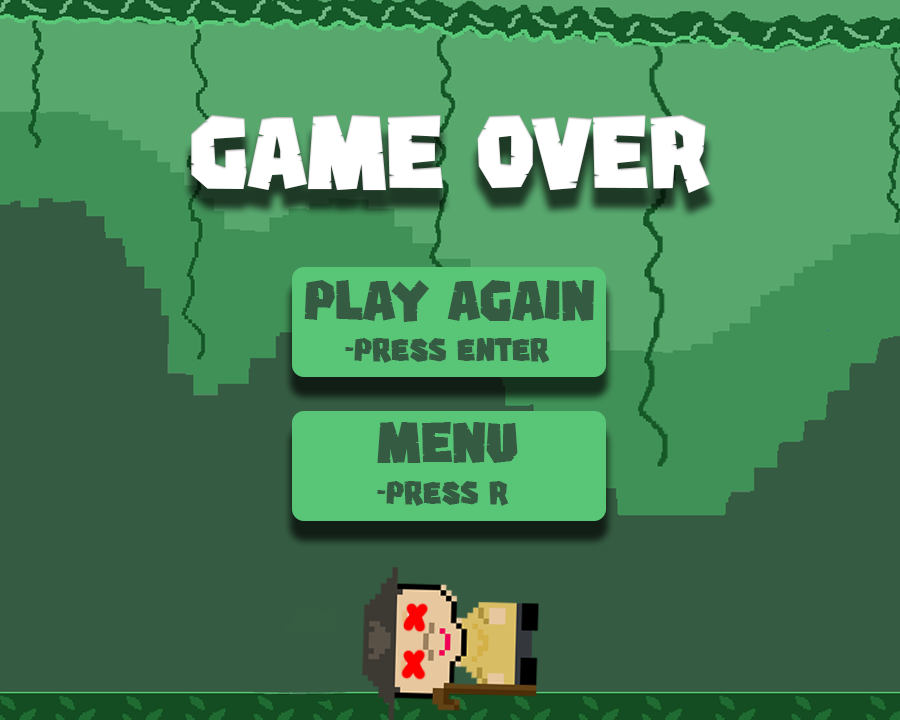 GAME OVER
PLAY AGAIN
-PRESS ENTER
MENU
-PRESS R